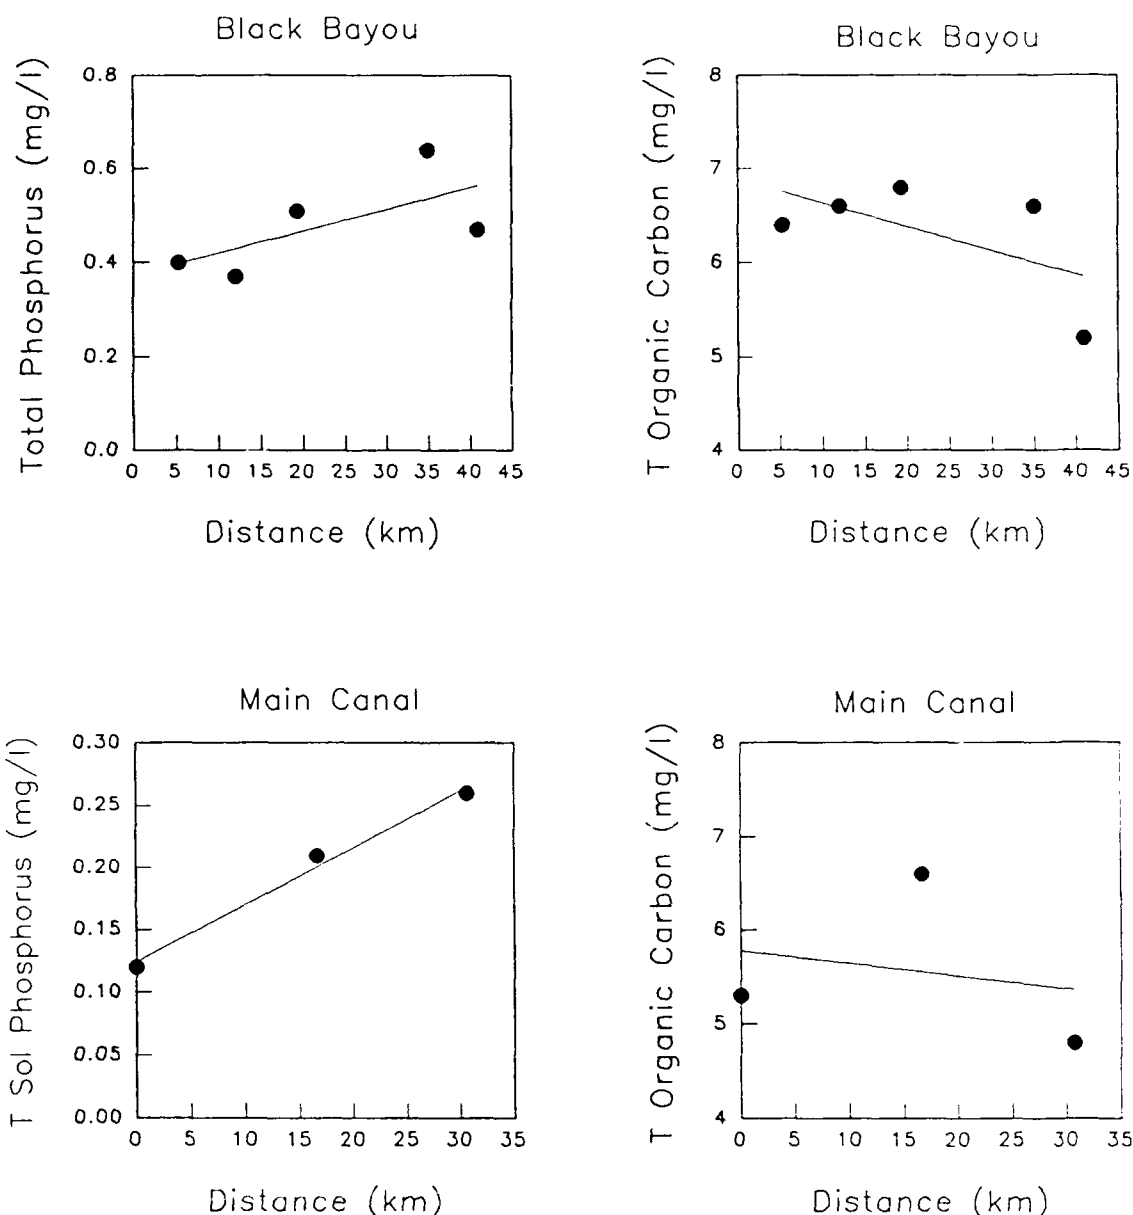 Black Bayou
Total Phosphorus (mg/l)
0.8
0.6
0.4
0.2
0.0
0 5 10 15 20 25 30 35 40 45
Distance (km)
Black Bayou
T Organic Carbon (mg/l)
8
7
6
5
4
0 5 10 15 20 25 30 35 40 45
Distance (km)
Main Canal
T Sol Phosphorus (mg/l)
0.30
0.25
0.20
0.15
0.10
0.05
0.00
0 5 10 15 20 25 30 35
Distance (km)
Main Canal
T Organic Carbon (mg/l)
8
7
6
5
4
0 5 10 15 20 25 30 35
Distance (km)